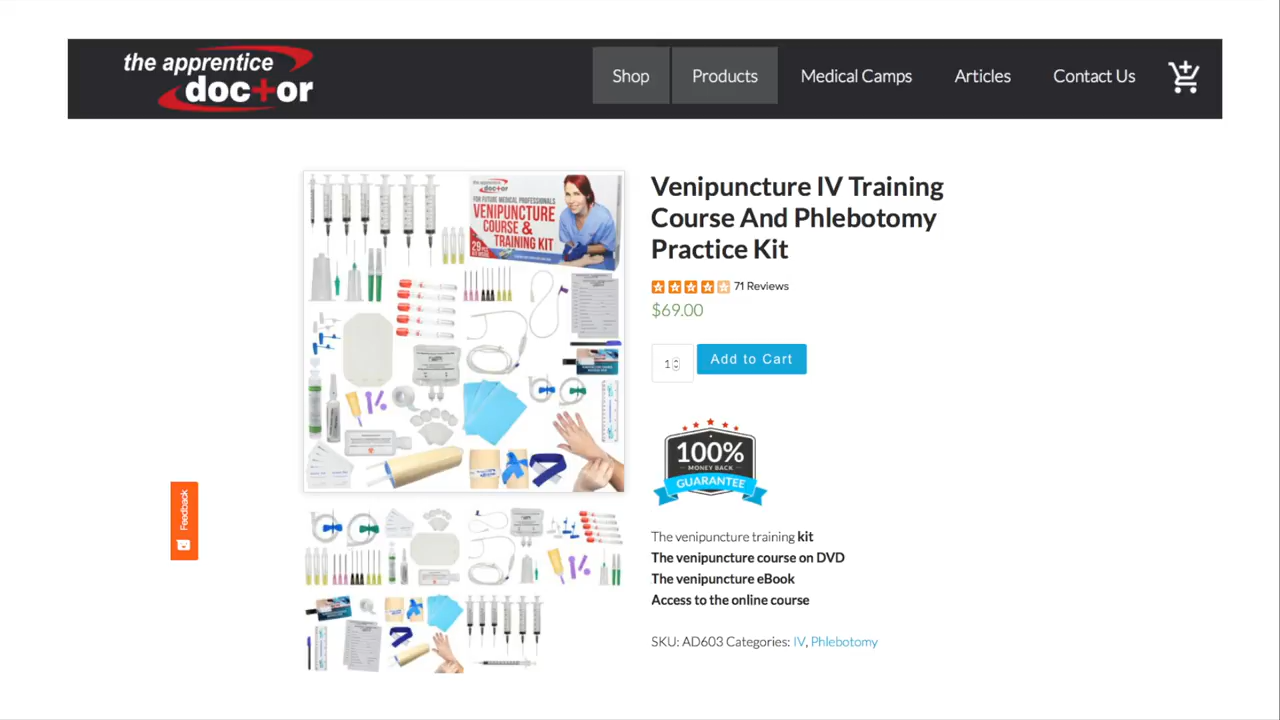 the apprentice
doctor
Shop
Products
Medical Camps
Articles
Contact Us
the apprentice
doctor
FOR FUTURE MEDICAL PROFESSIONALS
VENIPUNCTURE
COURSE &
TRAINING KIT
Venipuncture IV Training
Course And Phlebotomy
Practice Kit
71 Reviews
$69.00
1
Add to Cart
100%
MONEY BACK
GUARANTEE
Feedback
The venipuncture training kit
The venipuncture course on DVD
The venipuncture eBook
Access to the online course
SKU: AD603 Categories: IV, Phlebotomy